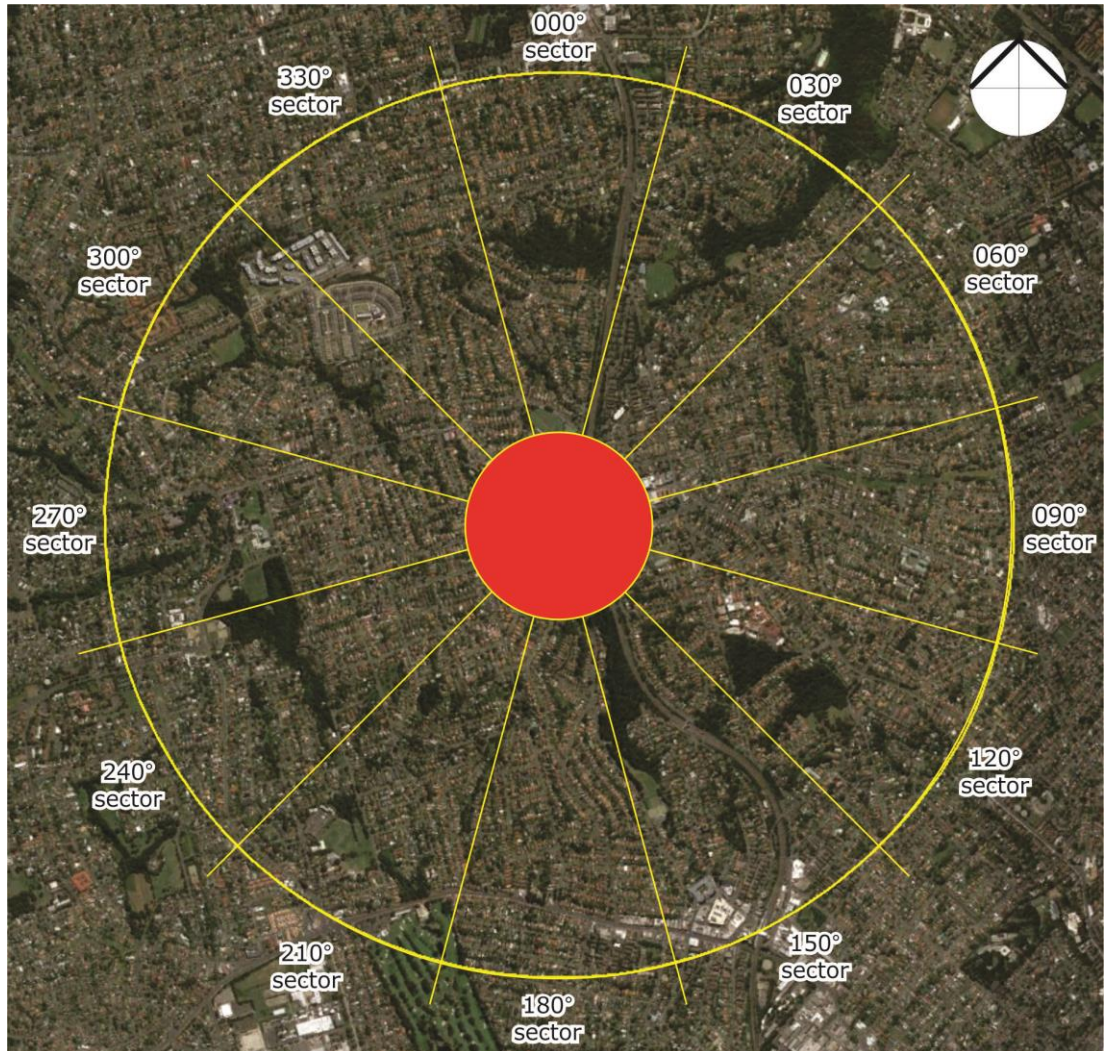 000°
sector
330°
sector
030°
sector
300°
sector
060°
sector
270°
sector
090°
sector
240°
sector
120°
sector
210°
sector
150°
sector
180°
sector